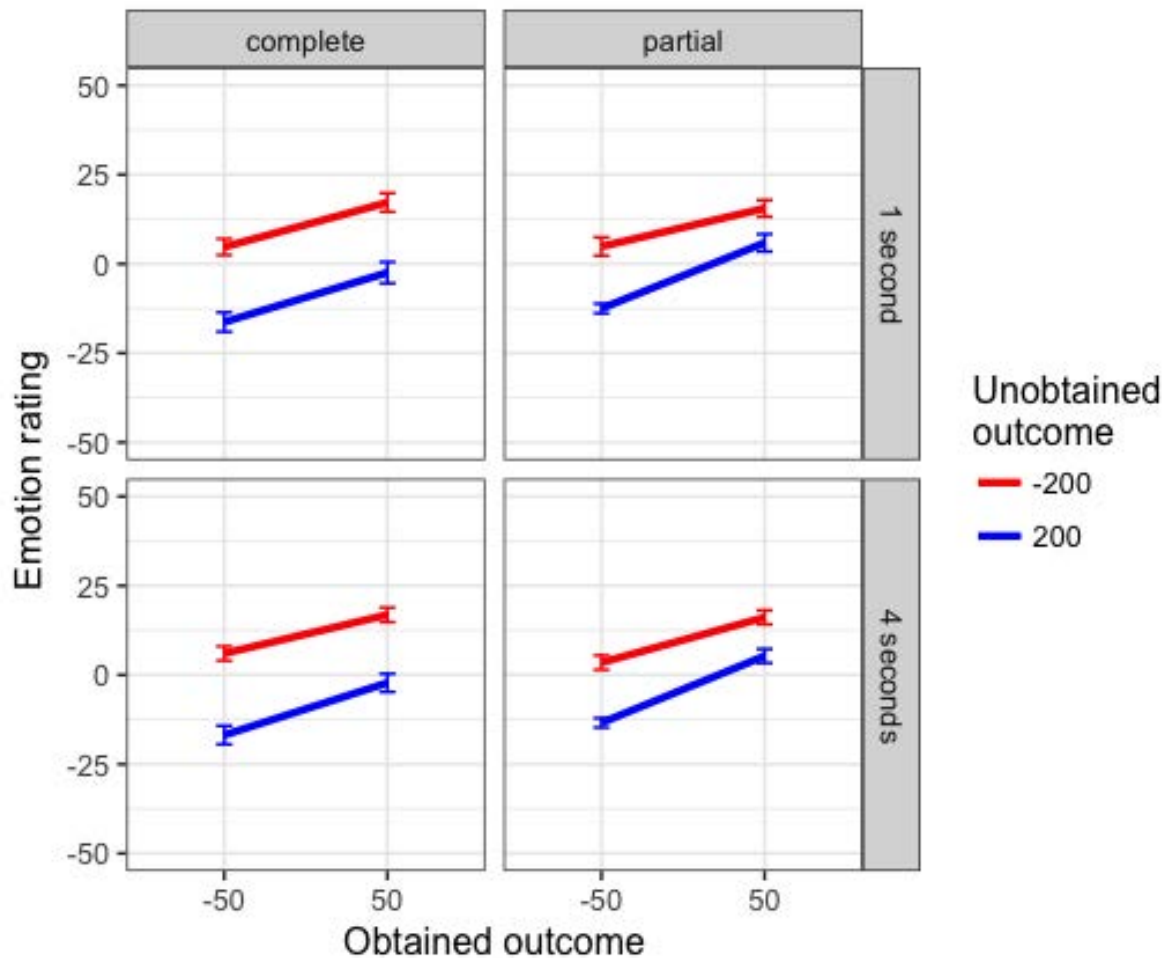 complete
partial
50
25
0
-25
-50
1 second
50
25
0
-25
-50
4 seconds
-50
50
-50
50
Emotion rating
Obtained outcome
Unobtained
outcome
-200
200